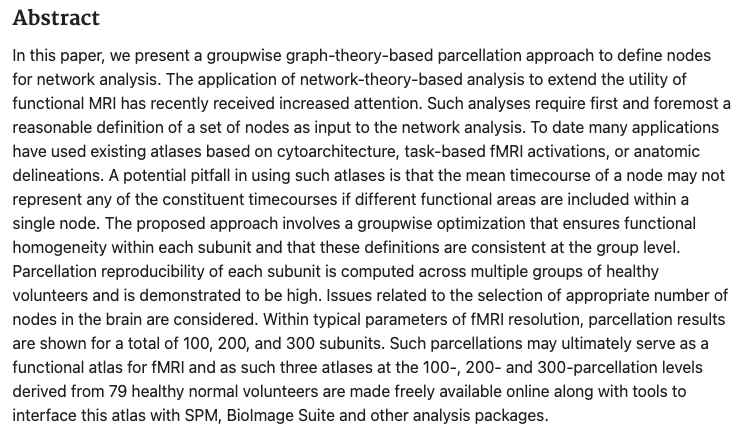 Abstract
In this paper, we present a groupwise graph-theory-based parcellation approach to define nodes
for network analysis. The application of network-theory-based analysis to extend the utility of
functional MRI has recently received increased attention. Such analyses require first and foremost a
reasonable definition of a set of nodes as input to the network analysis. To date many applications
have used existing atlases based on cytoarchitecture, task-based fMRI activations, or anatomic
delineations. A potential pitfall in using such atlases is that the mean timecourse of a node may not
represent any of the constituent timecourses if different functional areas are included within a
single node. The proposed approach involves a groupwise optimization that ensures functional
homogeneity within each subunit and that these definitions are consistent at the group level.
Parcellation reproducibility of each subunit is computed across multiple groups of healthy
volunteers and is demonstrated to be high. Issues related to the selection of appropriate number of
nodes in the brain are considered. Within typical parameters of fMRI resolution, parcellation results
are shown for a total of 100, 200, and 300 subunits. Such parcellations may ultimately serve as a
functional atlas for fMRI and as such three atlases at the 100-, 200- and 300-parcellation levels
derived from 79 healthy normal volunteers are made freely available online along with tools to
interface this atlas with SPM, BioImage Suite and other analysis packages.